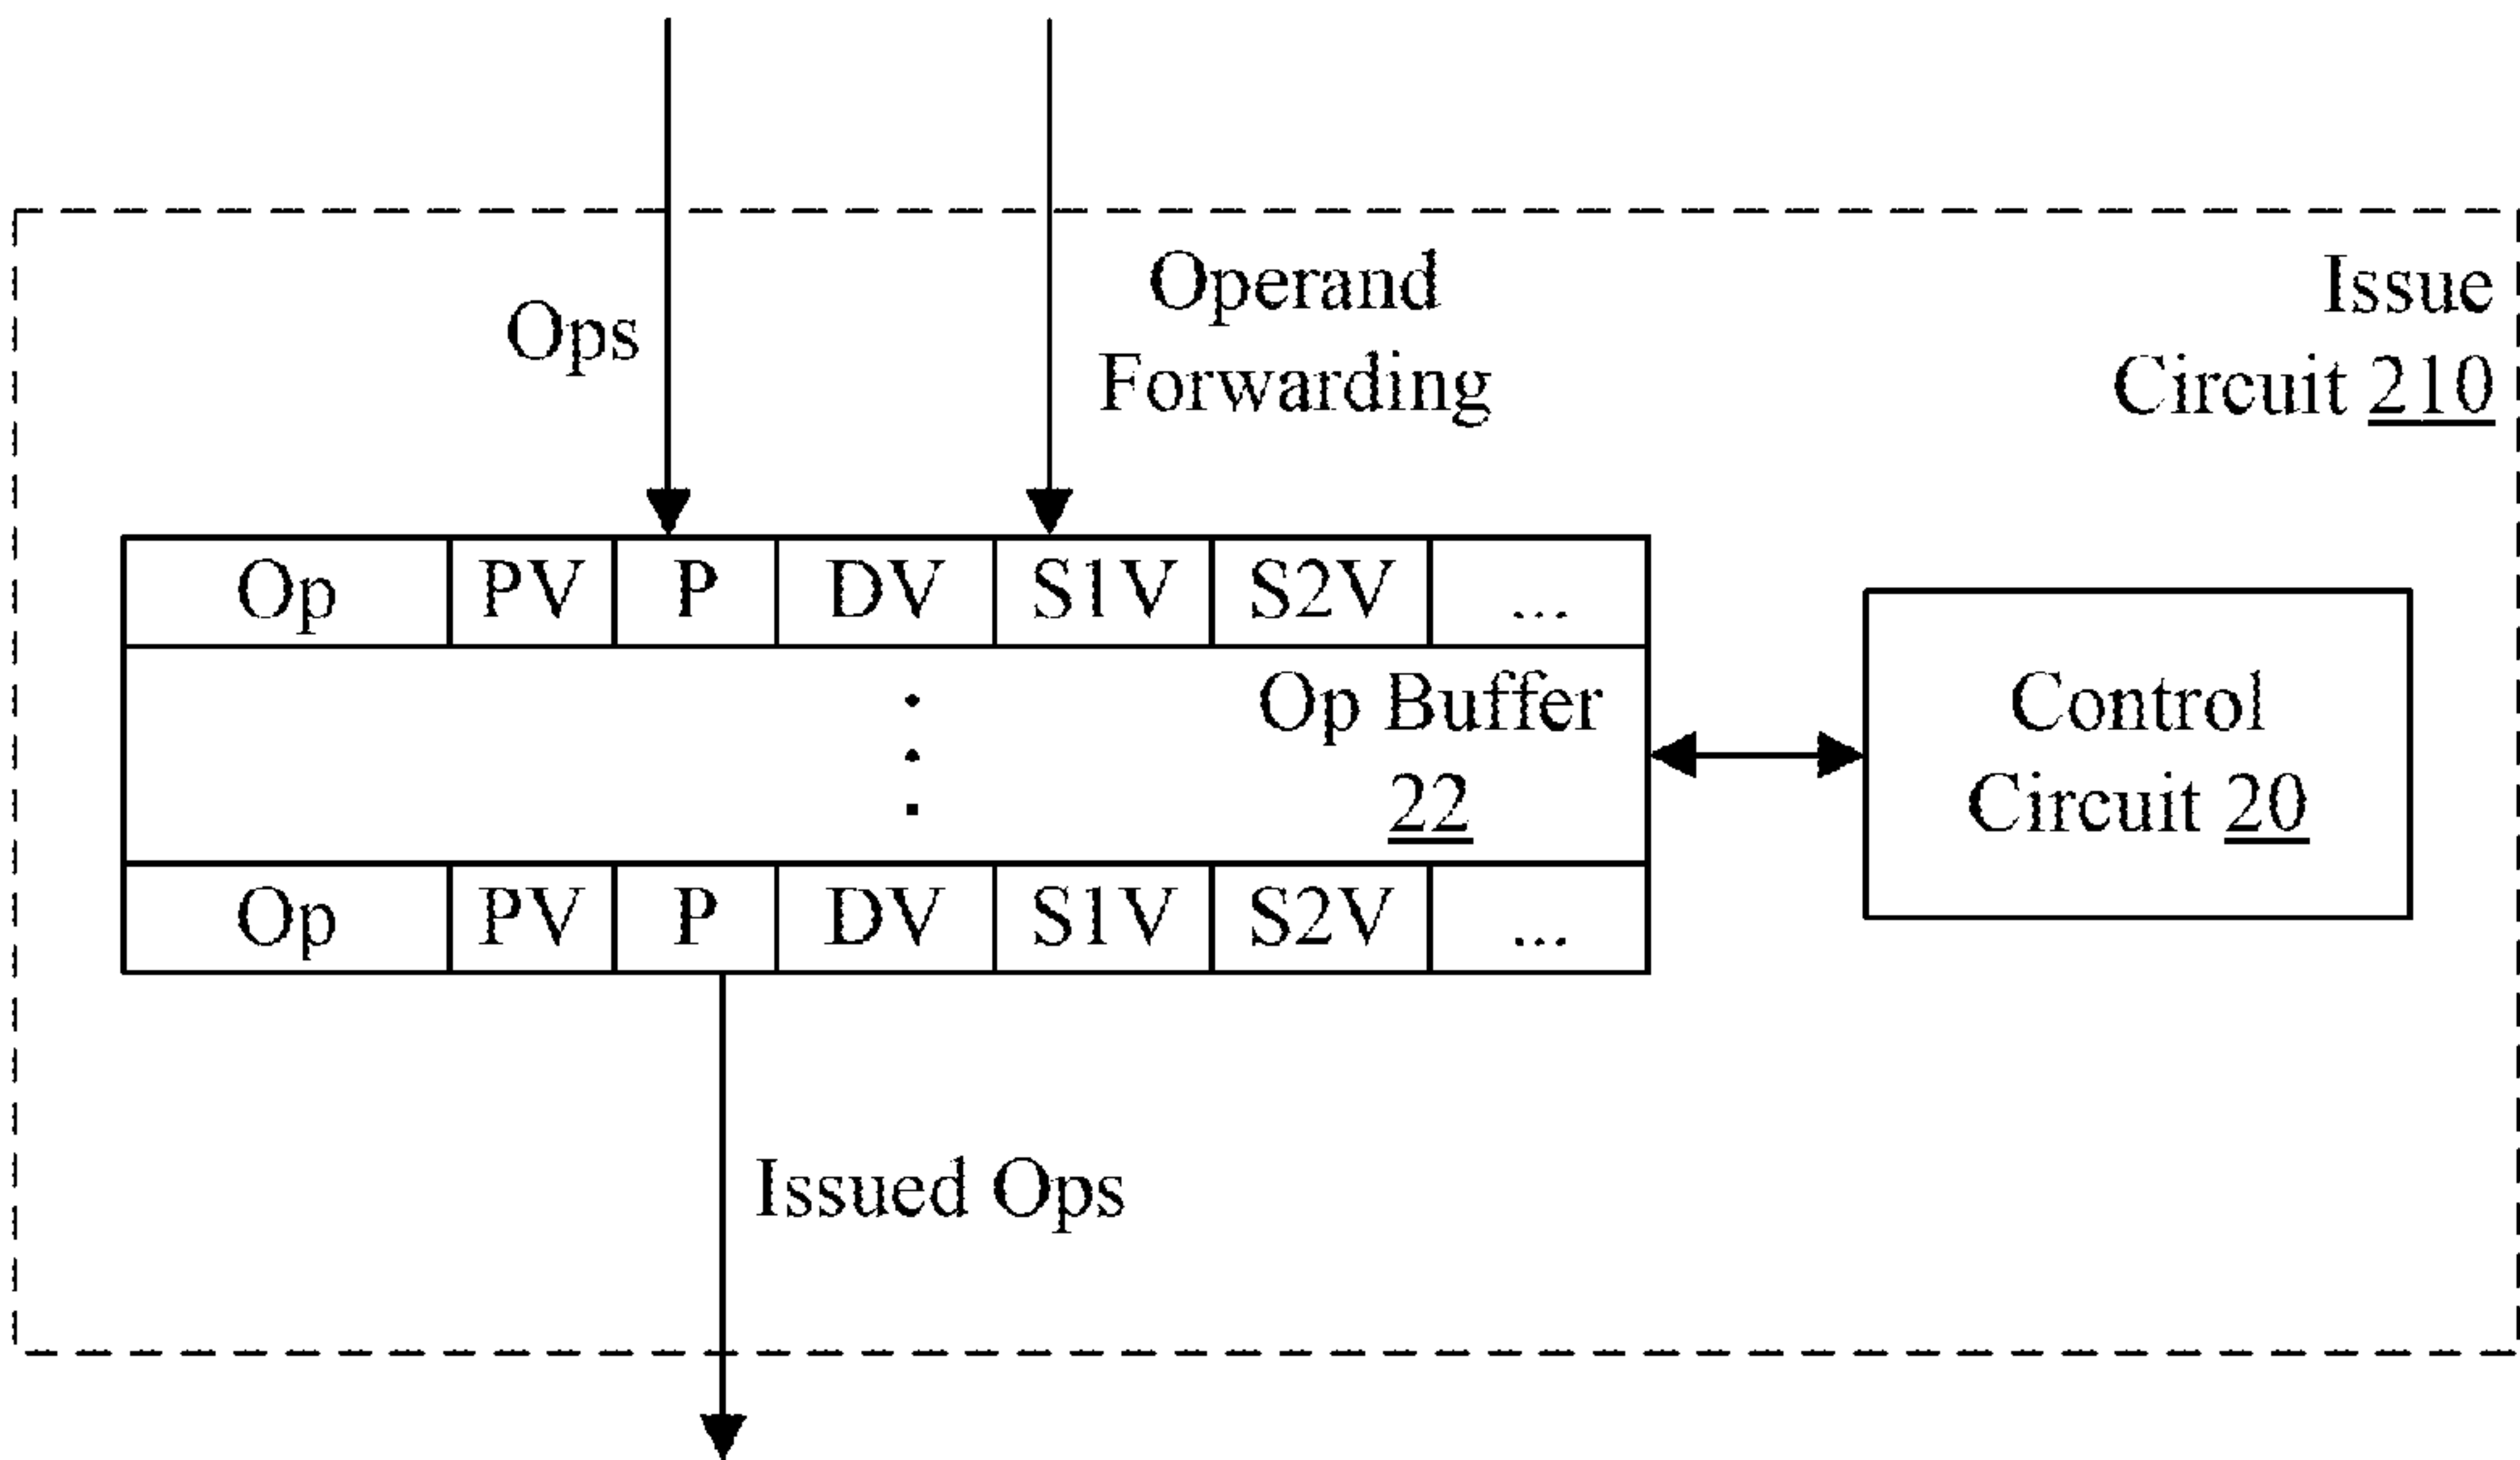 Ops
Operand
Forwarding
Issue
Circuit 210
Op PV P DV S1V S2V ...
Op Buffer
22
Control
Circuit 20
Op PV P DV S1V S2V ...
Issued Ops